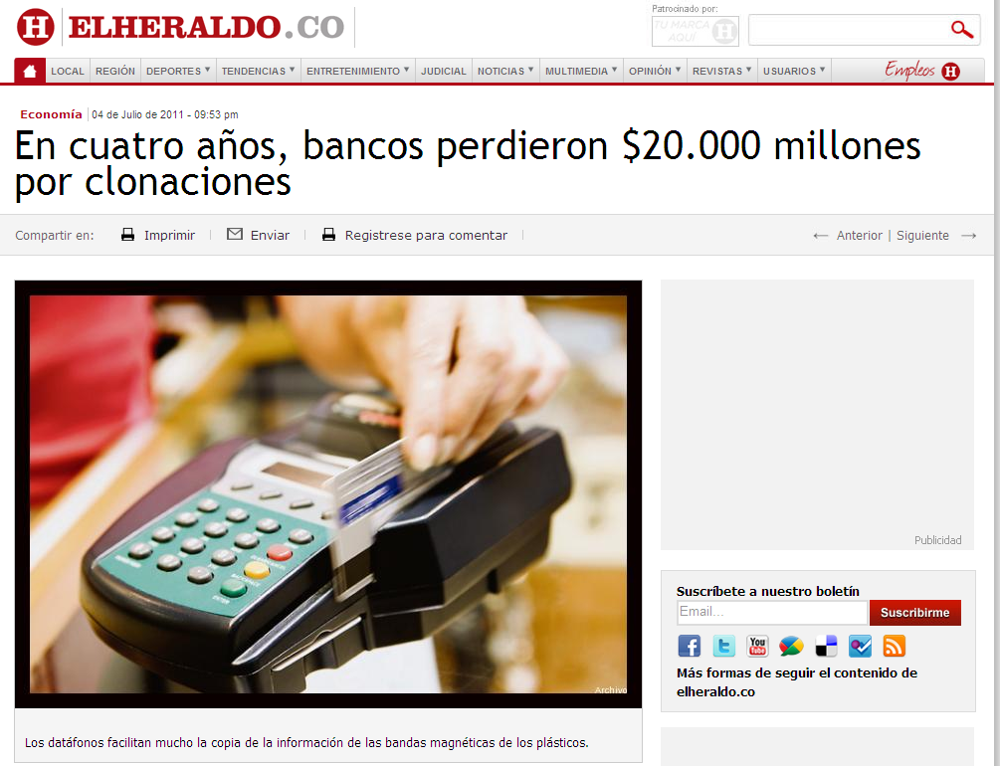 H ELHERALDO.CO
Patrocinado por:
TU MARCA
AQUÍ H
LOCAL REGIÓN DEPORTES TENDENCIAS ENTRETENIMIENTO JUDICIAL NOTICIAS MULTIMEDIA OPINIÓN REVISTAS USUARIOS Empleos H
Economía 04 de Julio de 2011 - 09:53 pm
En cuatro años, bancos perdieron $20.000 millones
por clonaciones
Compartir en: Imprimir Enviar Registrese para comentar ← Anterior | Siguiente →
ENTER
Archivo
Los datáfonos facilitan mucho la copia de la información de las bandas magnéticas de los plásticos.
Publicidad
Suscríbete a nuestro boletín
Email... Suscribirme
You
Tube
Más formas de seguir el contenido de
elheraldo.co